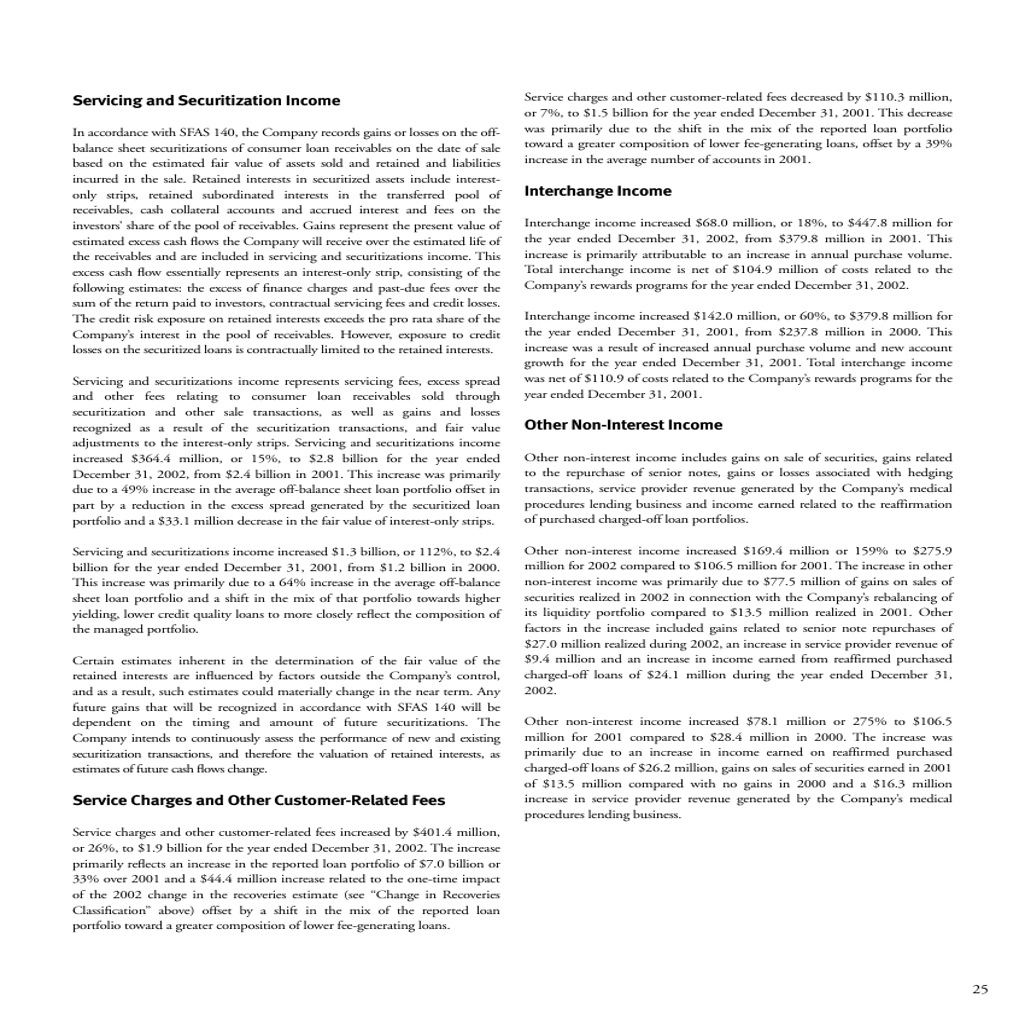 Servicing and Securitization Income
In accordance with SFAS 140, the Company records gains or losses on the off-
balance sheet securitizations of consumer loan receivables on the date of sale
based on the estimated fair value of assets sold and retained and liabilities
incurred in the sale. Retained interests in securitized assets include interest-
only strips, retained subordinated interests in the transferred pool of
receivables, cash collateral accounts and accrued interest and fees on the
investors' share of the pool of receivables. Gains represent the present value of
estimated excess cash flows the Company will receive over the estimated life of
the receivables and are included in servicing and securitizations income. This
excess cash flow essentially represents an interest-only strip, consisting of the
following estimates: the excess of finance charges and past-due fees over the
sum of the return paid to investors, contractual servicing fees and credit losses.
The credit risk exposure on retained interests exceeds the pro rata share of the
Company's interest in the pool of receivables. However, exposure to credit
losses on the securitized loans is contractually limited to the retained interests.
Servicing and securitizations income represents servicing fees, excess spread
and other fees relating to consumer loan receivables sold through
securitization and other sale transactions, as well as gains and losses
recognized as a result of the securitization transactions, and fair value
adjustments to the interest-only strips. Servicing and securitizations income
increased $364.4 million, or 15%, to $2.8 billion for the year ended
December 31, 2002, from $2.4 billion in 2001. This increase was primarily
due to a 49% increase in the average off-balance sheet loan portfolio offset in
part by a reduction in the excess spread generated by the securitized loan
portfolio and a $33.1 million decrease in the fair value of interest-only strips.
Servicing and securitizations income increased $1.3 billion, or 112%, to $2.4
billion for the year ended December 31, 2001, from $1.2 billion in 2000.
This increase was primarily due to a 64% increase in the average off-balance
sheet loan portfolio and a shift in the mix of that portfolio towards higher
yielding, lower credit quality loans to more closely reflect the composition of
the managed portfolio.
Certain estimates inherent in the determination of the fair value of the
retained interests are influenced by factors outside the Company's control,
and as a result, such estimates could materially change in the near term. Any
future gains that will be recognized in accordance with SFAS 140 will be
dependent on the timing and amount of future securitizations. The
Company intends to continuously assess the performance of new and existing
securitization transactions, and therefore the valuation of retained interests, as
estimates of future cash flows change.
Service Charges and Other Customer-Related Fees
Service charges and other customer-related fees increased by $401.4 million,
or 26%, to $1.9 billion for the year ended December 31, 2002. The increase
primarily reflects an increase in the reported loan portfolio of $7.0 billion or
33% over 2001 and a $44.4 million increase related to the one-time impact
of the 2002 change in the recoveries estimate (see “Change in Recoveries
Classification” above) offset by a shift in the mix of the reported loan
portfolio toward a greater composition of lower fee-generating loans.
Service charges and other customer-related fees decreased by $110.3 million,
or 7%, to $1.5 billion for the year ended December 31, 2001. This decrease
was primarily due to the shift in the mix of the reported loan portfolio
toward a greater composition of lower fee-generating loans, offset by a 39%
increase in the average number of accounts in 2001.
Interchange Income
Interchange income increased $68.0 million, or 18%, to $447.8 million for
the year ended December 31, 2002, from $379.8 million in 2001. This
increase is primarily attributable to an increase in annual purchase volume.
Total interchange income is net of $104.9 million of costs related to the
Company's rewards programs for the year ended December 31, 2002.
Interchange income increased $142.0 million, or 60%, to $379.8 million for
the year ended December 31, 2001, from $237.8 million in 2000. This
increase was a result of increased annual purchase volume and new account
growth for the year ended December 31, 2001. Total interchange income
was net of $110.9 of costs related to the Company's rewards programs for the
year ended December 31, 2001.
Other Non-Interest Income
Other non-interest income includes gains on sale of securities, gains related
to the repurchase of senior notes, gains or losses associated with hedging
transactions, service provider revenue generated by the Company's medical
procedures lending business and income earned related to the reaffirmation
of purchased charged-off loan portfolios.
Other non-interest income increased $169.4 million or 159% to $275.9
million for 2002 compared to $106.5 million for 2001. The increase in other
non-interest income was primarily due to $77.5 million of gains on sales of
securities realized in 2002 in connection with the Company's rebalancing of
its liquidity portfolio compared to $13.5 million realized in 2001. Other
factors in the increase included gains related to senior note repurchases of
$27.0 million realized during 2002, an increase in service provider revenue of
$9.4 million and an increase in income earned from reaffirmed purchased
charged-off loans of $24.1 million during the year ended December 31,
2002.
Other non-interest income increased $78.1 million or 275% to $106.5
million for 2001 compared to $28.4 million in 2000. The increase was
primarily due to an increase in income earned on reaffirmed purchased
charged-off loans of $26.2 million, gains on sales of securities earned in 2001
of $13.5 million compared with no gains in 2000 and a $16.3 million
increase in service provider revenue generated by the Company's medical
procedures lending business.
25